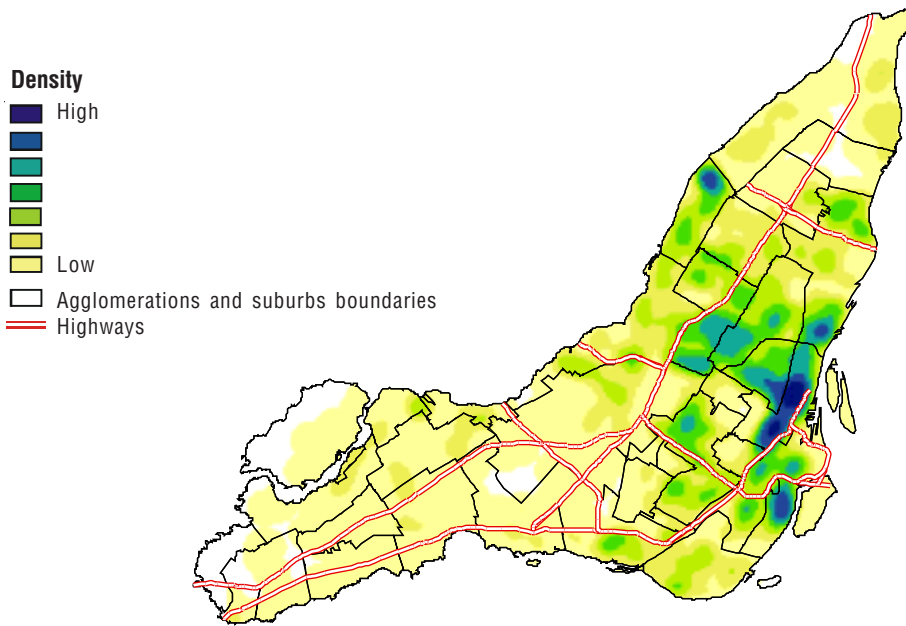 Density
High
Low
Agglomerations and suburbs boundaries
Highways